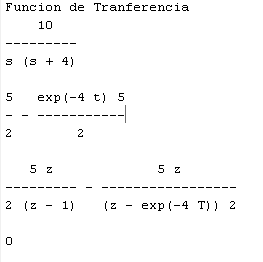 Funcion de Tranferencia
10
---------
s (s + 4)
5   exp(-4 t) 5
- - -----------
2        2
5 z               5 z
--------- - -----------------
2 (z - 1)   (z - exp(-4 T)) 2
0